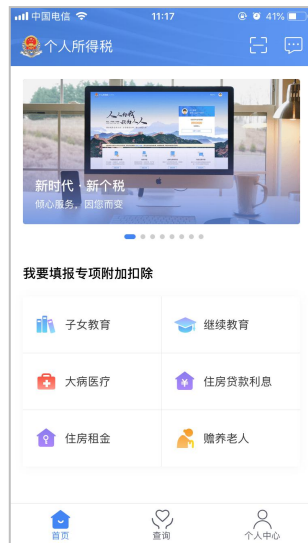 中国电信 11:17 41%
个人所得税
新时代·新个税
倾心服务，因您而变
我要填报专项附加扣除
子女教育 继续教育
大病医疗 住房贷款利息
住房租金 赡养老人
首页 查询 个人中心